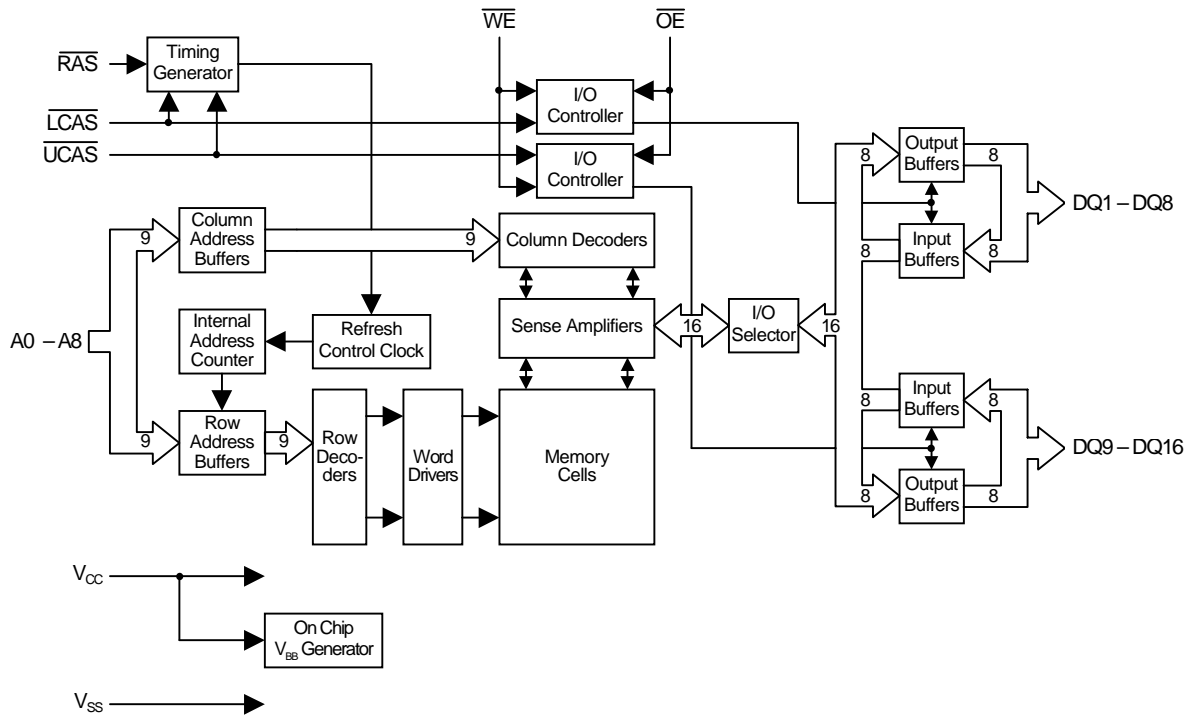 WE
OE
RAS
Timing
Generator
LCAS
UCAS
I/O
Controller
I/O
Controller
8
Output
Buffers
8
DQ1 – DQ8
8
Input
Buffers
8
A0 – A8
9
Column
Address
Buffers
9
Column Decoders
Internal
Address
Counter
Refresh
Control Clock
Sense Amplifiers
16
I/O
Selector
16
9
Row
Address
Buffers
9
Row
Deco-
ders
Word
Drivers
Memory
Cells
8
Input
Buffers
8
DQ9 – DQ16
8
Output
Buffers
8
VCC
On Chip
VBB Generator
VSS